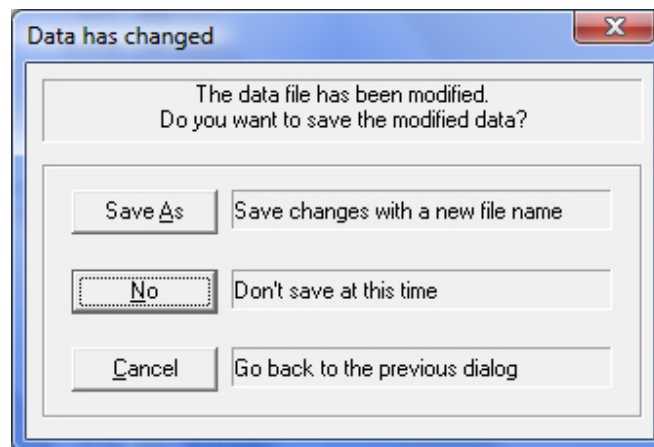 Data has changed
The data file has been modified.
Do you want to save the modified data?
Save As Save changes with a new file name
No Don't save at this time
Cancel Go back to the previous dialog